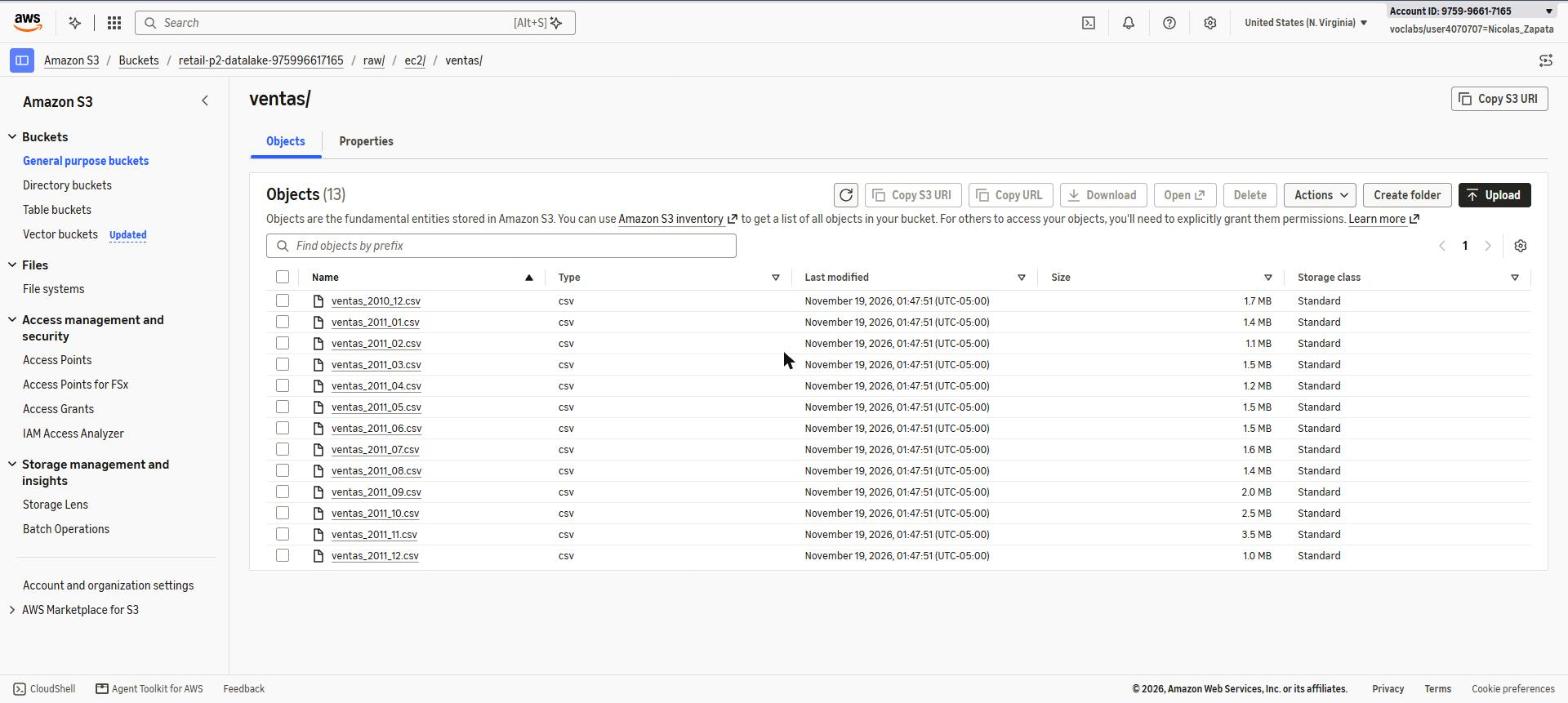 aws
Search [Alt+S]
United States (N. Virginia)
Account ID: 9759-9661-7165
voclabs/user4070707=Nicolas_Zapata
Amazon S3 / Buckets / retail-p2-datalake-975996617165 / raw/ / ec2/ / ventas/
Amazon S3
Buckets
General purpose buckets
Directory buckets
Table buckets
Vector buckets Updated
Files
File systems
Access management and
security
Access Points
Access Points for FSx
Access Grants
IAM Access Analyzer
Storage management and
insights
Storage Lens
Batch Operations
Account and organization settings
AWS Marketplace for S3
ventas/
Copy S3 URI
Objects Properties
Objects (13)
Copy S3 URI Copy URL Download Open Delete Actions Create folder Upload
Objects are the fundamental entities stored in Amazon S3. You can use Amazon S3 inventory to get a list of all objects in your bucket. For others to access your objects, you'll need to explicitly grant them permissions. Learn more
Find objects by prefix
1
Name Type Last modified Size Storage class
ventas_2010_12.csv csv November 19, 2026, 01:47:51 (UTC-05:00) 1.7 MB Standard
ventas_2011_01.csv csv November 19, 2026, 01:47:51 (UTC-05:00) 1.4 MB Standard
ventas_2011_02.csv csv November 19, 2026, 01:47:51 (UTC-05:00) 1.1 MB Standard
ventas_2011_03.csv csv November 19, 2026, 01:47:51 (UTC-05:00) 1.5 MB Standard
ventas_2011_04.csv csv November 19, 2026, 01:47:51 (UTC-05:00) 1.2 MB Standard
ventas_2011_05.csv csv November 19, 2026, 01:47:51 (UTC-05:00) 1.5 MB Standard
ventas_2011_06.csv csv November 19, 2026, 01:47:51 (UTC-05:00) 1.5 MB Standard
ventas_2011_07.csv csv November 19, 2026, 01:47:51 (UTC-05:00) 1.6 MB Standard
ventas_2011_08.csv csv November 19, 2026, 01:47:51 (UTC-05:00) 1.4 MB Standard
ventas_2011_09.csv csv November 19, 2026, 01:47:51 (UTC-05:00) 2.0 MB Standard
ventas_2011_10.csv csv November 19, 2026, 01:47:51 (UTC-05:00) 2.5 MB Standard
ventas_2011_11.csv csv November 19, 2026, 01:47:51 (UTC-05:00) 3.5 MB Standard
ventas_2011_12.csv csv November 19, 2026, 01:47:51 (UTC-05:00) 1.0 MB Standard
CloudShell Agent Toolkit for AWS Feedback
© 2026, Amazon Web Services, Inc. or its affiliates. Privacy Terms Cookie preferences